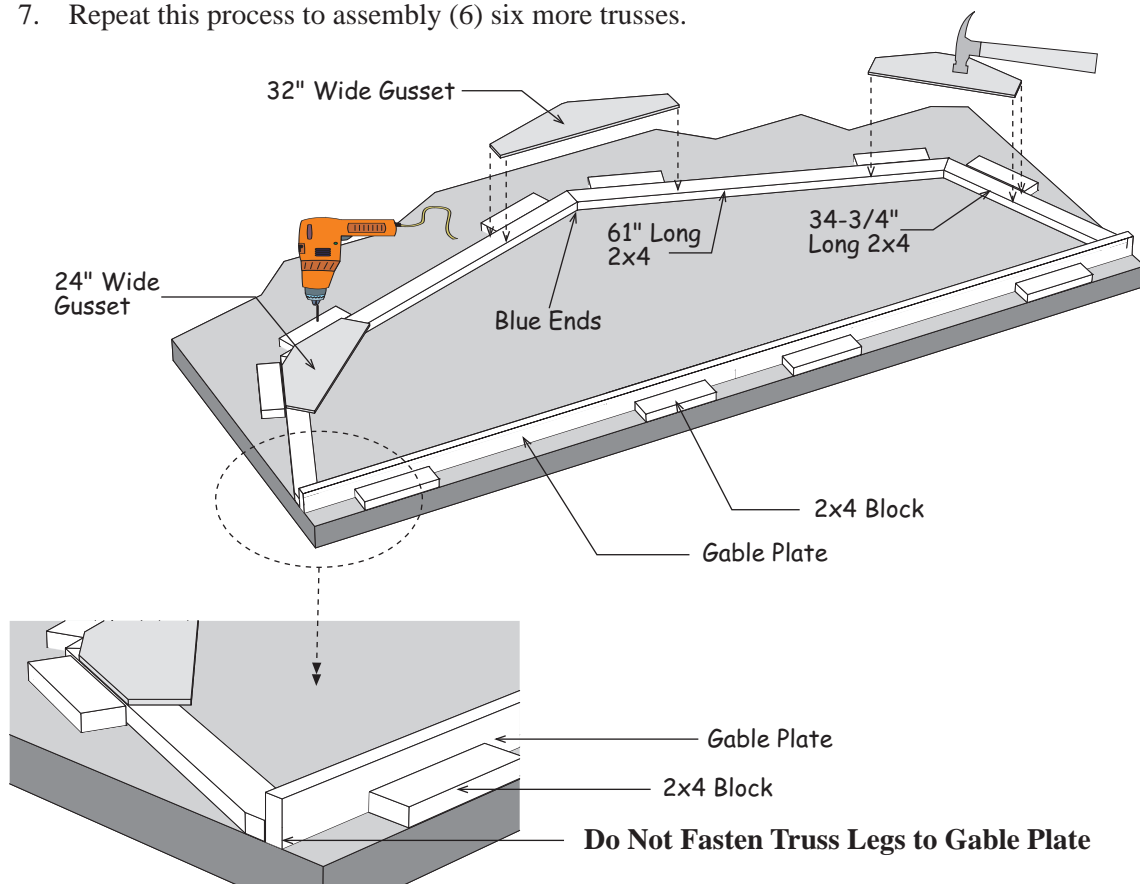 7. Repeat this process to assembly (6) six more trusses.
32" Wide Gusset
61" Long
2x4
34-3/4"
Long 2x4
24" Wide
Gusset
Blue Ends
2x4 Block
Gable Plate
Gable Plate
2x4 Block
Do Not Fasten Truss Legs to Gable Plate